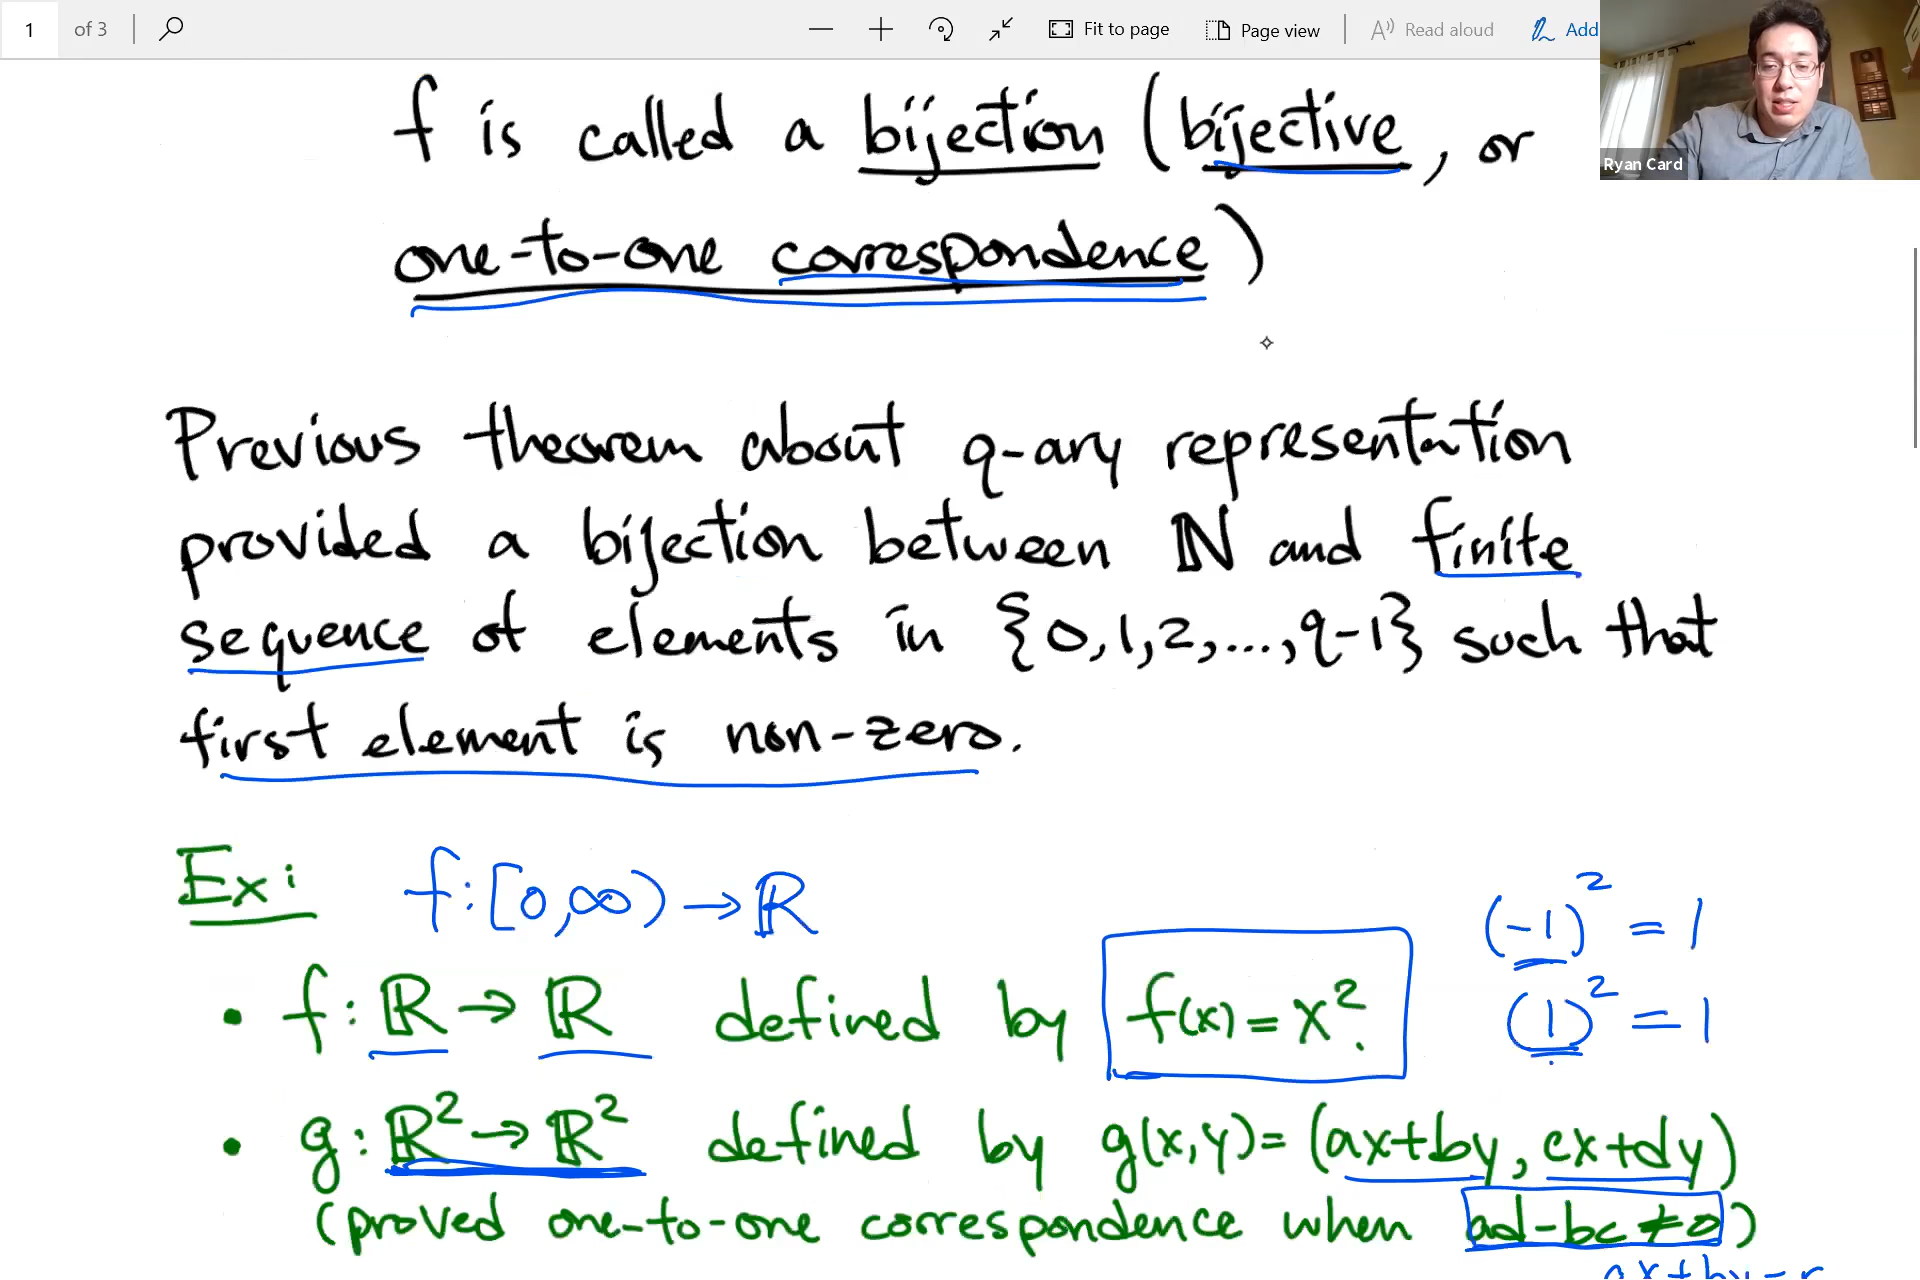 1 of 3 Fit to page Page view Read aloud Add
Ryan Card
f is called a bijection (bijective, or
one-to-one correspondence)
Previous theorem about q-ary representation
provided a bijection between ℕ and finite
sequence of elements in {0,1,2,...,q-1} such that
first element is non-zero.
Ex: f:[0,∞) → ℝ
(-1)² = 1
• f: ℝ → ℝ defined by f(x) = x².
(1)² = 1
• g: ℝ² → ℝ² defined by g(x,y) = (ax+by, cx+dy)
(proved one-to-one correspondence when ad-bc≠0)
ax+by=r